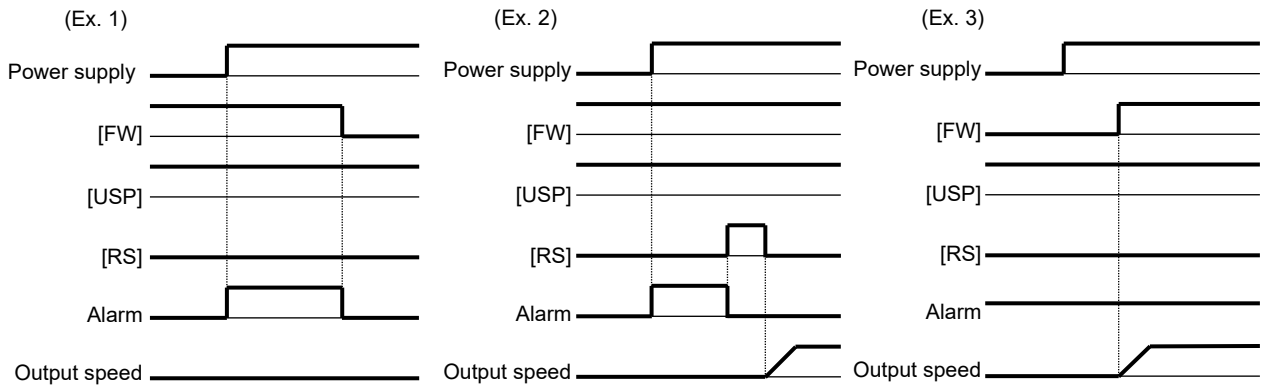 (Ex. 1)
Power supply
[FW]
[USP]
[RS]
Alarm
Output speed
(Ex. 2)
Power supply
[FW]
[USP]
[RS]
Alarm
Output speed
(Ex. 3)
Power supply
[FW]
[USP]
[RS]
Alarm
Output speed